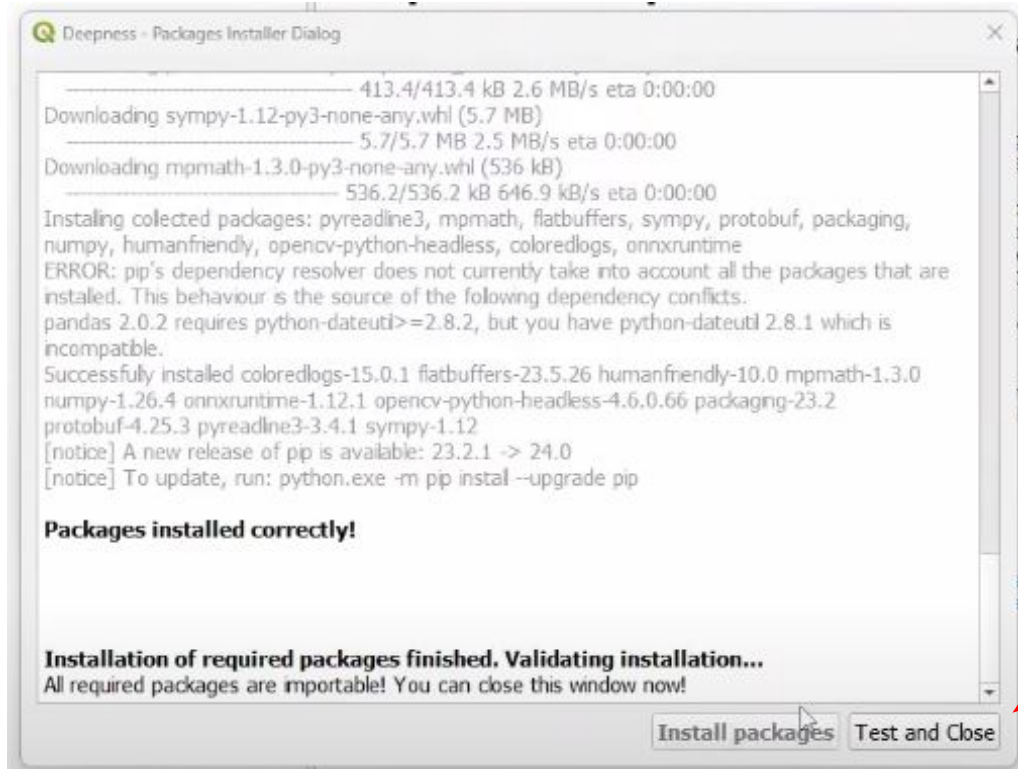 Deepness - Packages Installer Dialog
413.4/413.4 kB 2.6 MB/s eta 0:00:00
Downloading sympy-1.12-py3-none-any.whl (5.7 MB)
5.7/5.7 MB 2.5 MB/s eta 0:00:00
Downloading mpmath-1.3.0-py3-none-any.whl (536 kB)
536.2/536.2 kB 646.9 kB/s eta 0:00:00
Installing collected packages: pyreadline3, mpmath, flatbuffers, sympy, protobuf, packaging,
numpy, humanfriendly, opencv-python-headless, coloredlogs, onnxruntime
ERROR: pip's dependency resolver does not currently take into account all the packages that are
installed. This behaviour is the source of the following dependency conflicts.
pandas 2.0.2 requires python-dateutil>=2.8.2, but you have python-dateutil 2.8.1 which is
incompatible.
Successfully installed coloredlogs-15.0.1 flatbuffers-23.5.26 humanfriendly-10.0 mpmath-1.3.0
numpy-1.26.4 onnxruntime-1.12.1 opencv-python-headless-4.6.0.66 packaging-23.2
protobuf-4.25.3 pyreadline3-3.4.1 sympy-1.12
[notice] A new release of pip is available: 23.2.1 -> 24.0
[notice] To update, run: python.exe -m pip install --upgrade pip
Packages installed correctly!
Installation of required packages finished. Validating installation...
All required packages are importable! You can close this window now!
Install packages Test and Close